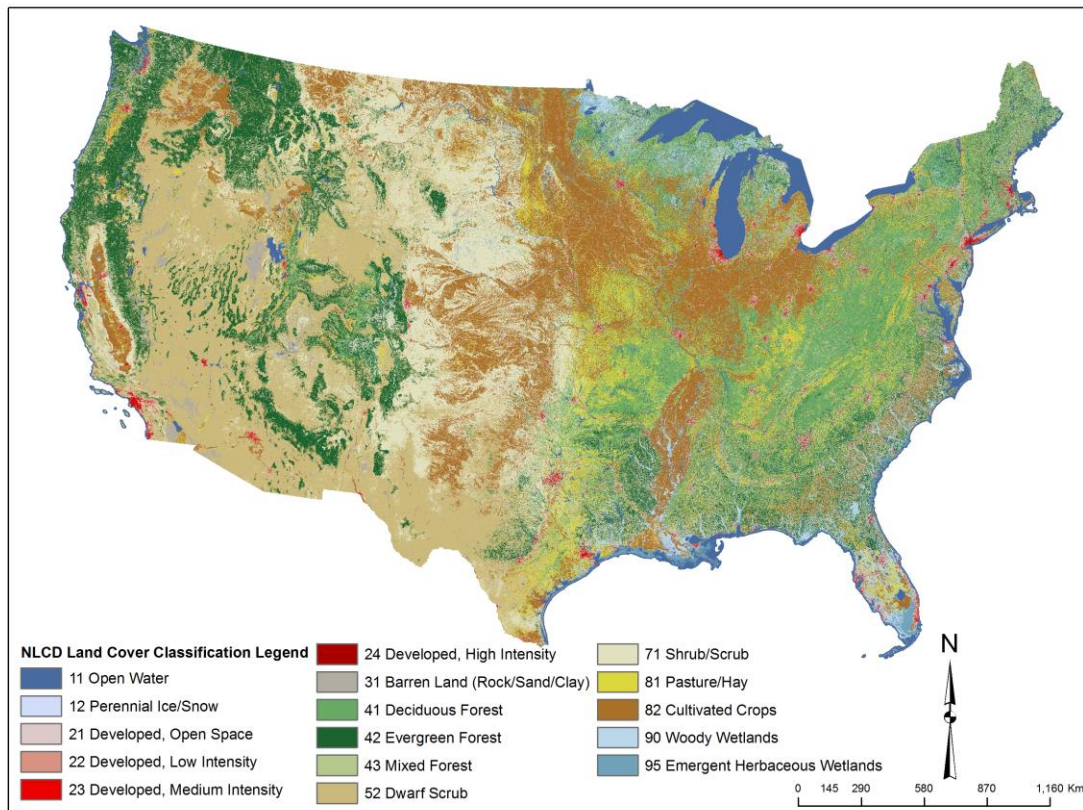 NLCD Land Cover Classification Legend
11 Open Water
12 Perennial Ice/Snow
21 Developed, Open Space
22 Developed, Low Intensity
23 Developed, Medium Intensity
24 Developed, High Intensity
31 Barren Land (Rock/Sand/Clay)
41 Deciduous Forest
42 Evergreen Forest
43 Mixed Forest
52 Dwarf Scrub
71 Shrub/Scrub
81 Pasture/Hay
82 Cultivated Crops
90 Woody Wetlands
95 Emergent Herbaceous Wetlands
N
0 145 290 580 870 1,160 Km